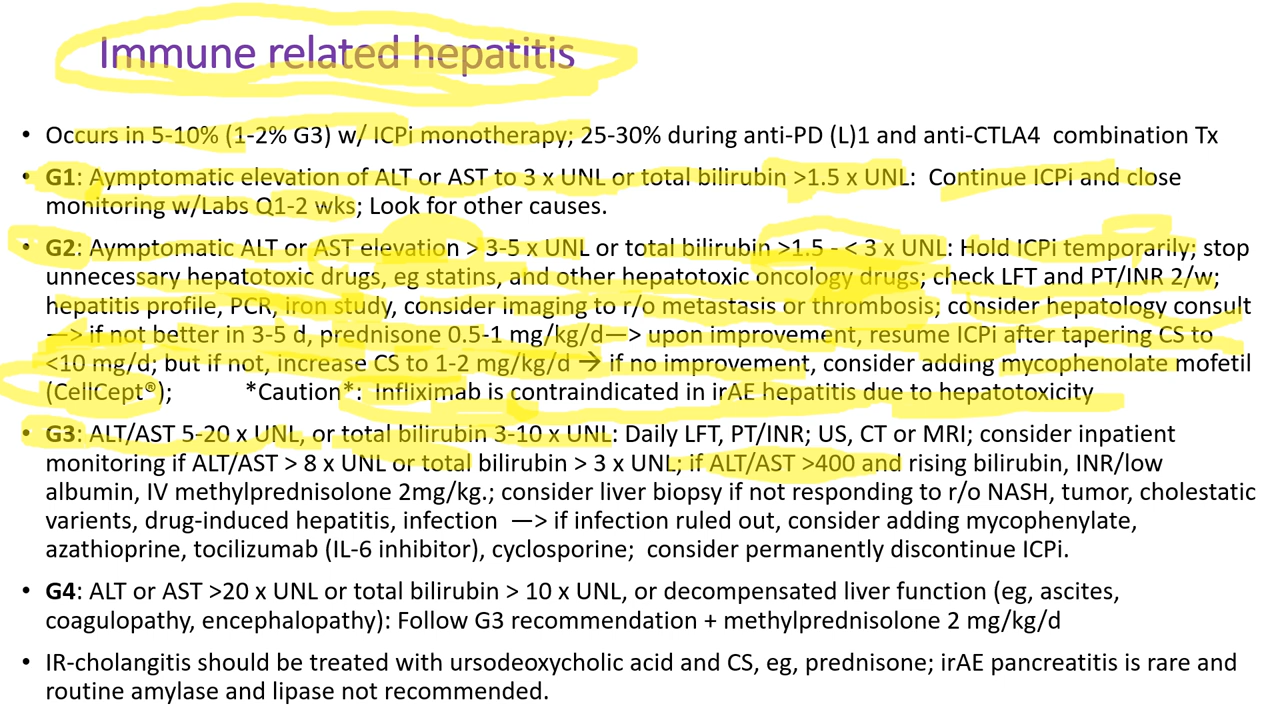 Immune related hepatitis
• Occurs in 5-10% (1-2% G3) w/ ICPi monotherapy; 25-30% during anti-PD (L)1 and anti-CTLA4 combination Tx
• G1: Aymptomatic elevation of ALT or AST to 3 x UNL or total bilirubin >1.5 x UNL: Continue ICPi and close
monitoring w/Labs Q1-2 wks; Look for other causes.
• G2: Aymptomatic ALT or AST elevation > 3-5 x UNL or total bilirubin >1.5 - < 3 x UNL: Hold ICPi temporarily; stop
unnecessary hepatotoxic drugs, eg statins, and other hepatotoxic oncology drugs; check LFT and PT/INR 2/w;
hepatitis profile, PCR, iron study, consider imaging to r/o metastasis or thrombosis; consider hepatology consult
—> if not better in 3-5 d, prednisone 0.5-1 mg/kg/d—> upon improvement, resume ICPi after tapering CS to
<10 mg/d; but if not, increase CS to 1-2 mg/kg/d → if no improvement, consider adding mycophenolate mofetil
(CellCept®); *Caution*: Infliximab is contraindicated in irAE hepatitis due to hepatotoxicity
• G3: ALT/AST 5-20 x UNL, or total bilirubin 3-10 x UNL: Daily LFT, PT/INR; US, CT or MRI; consider inpatient
monitoring if ALT/AST > 8 x UNL or total bilirubin > 3 x UNL; if ALT/AST >400 and rising bilirubin, INR/low
albumin, IV methylprednisolone 2mg/kg.; consider liver biopsy if not responding to r/o NASH, tumor, cholestatic
varients, drug-induced hepatitis, infection —> if infection ruled out, consider adding mycophenylate,
azathioprine, tocilizumab (IL-6 inhibitor), cyclosporine; consider permanently discontinue ICPi.
• G4: ALT or AST >20 x UNL or total bilirubin > 10 x UNL, or decompensated liver function (eg, ascites,
coagulopathy, encephalopathy): Follow G3 recommendation + methylprednisolone 2 mg/kg/d
• IR-cholangitis should be treated with ursodeoxycholic acid and CS, eg, prednisone; irAE pancreatitis is rare and
routine amylase and lipase not recommended.